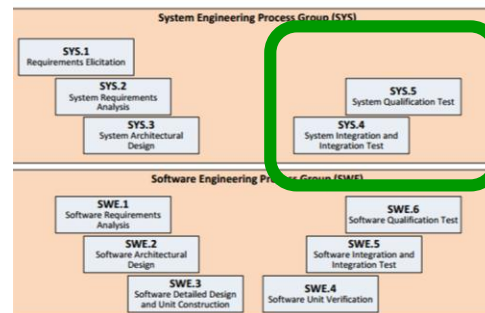 System Engineering Process Group (SYS)
SYS.1
Requirements Elicitation
SYS.2
System Requirements
Analysis
SYS.3
System Architectural
Design
SYS.5
System Qualification Test
SYS.4
System Integration and
Integration Test
Software Engineering Process Group (SWE)
SWE.1
Software Requirements
Analysis
SWE.2
Software Architectural
Design
SWE.3
Software Detailed Design
and Unit Construction
SWE.6
Software Qualification Test
SWE.5
Software Integration and
Integration Test
SWE.4
Software Unit Verification